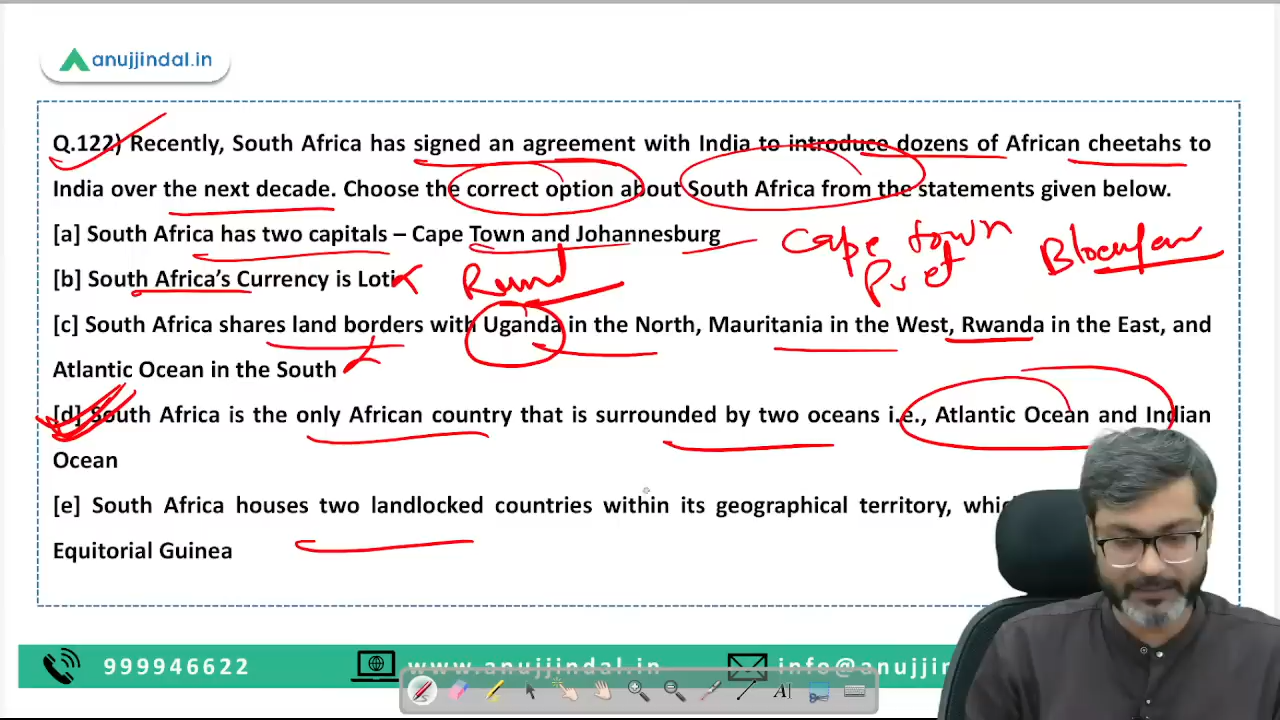 anujjindal.in
Q.122) Recently, South Africa has signed an agreement with India to introduce dozens of African cheetahs to
India over the next decade. Choose the correct option about South Africa from the statements given below.
[a] South Africa has two capitals – Cape Town and Johannesburg
Cape town
[b] South Africa's Currency is Loti
Pret
[c] South Africa shares land borders with Uganda in the North, Mauritania in the West, Rwanda in the East, and
Atlantic Ocean in the South
[d] South Africa is the only African country that is surrounded by two oceans i.e., Atlantic Ocean and Indian
Ocean
[e] South Africa houses two landlocked countries within its geographical territory,
Equitorial Guinea
999946622
www.anujjindal.in